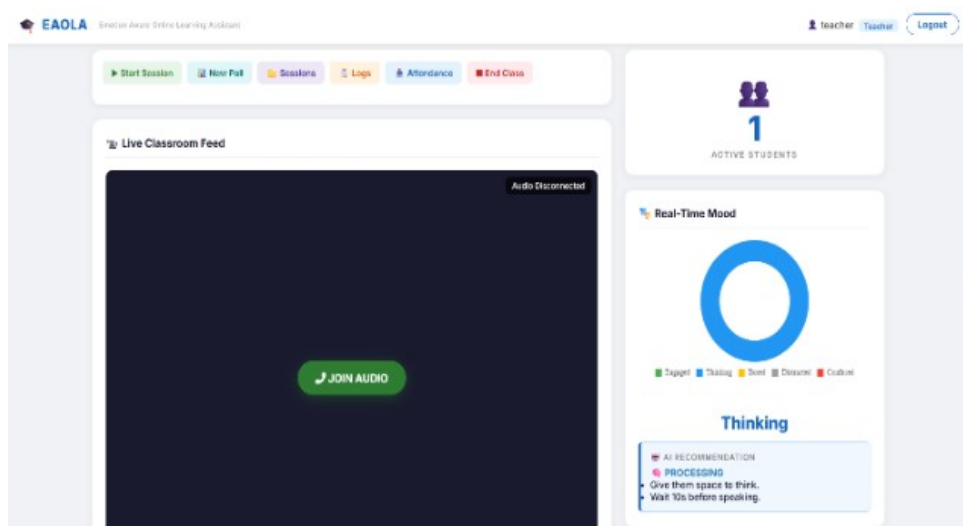 EAOLA Emotion Aware Online Learning Assistant
teacher Teacher Logout
Start Session New Poll Sessions Logs Attendance End Class
1
ACTIVE STUDENTS
Live Classroom Feed
Audio Disconnected
JOIN AUDIO
Real-Time Mood
Engaged Thinking Bored Distracted Confused
Thinking
AI RECOMMENDATION
PROCESSING
Give them space to think.
Wait 10s before speaking.